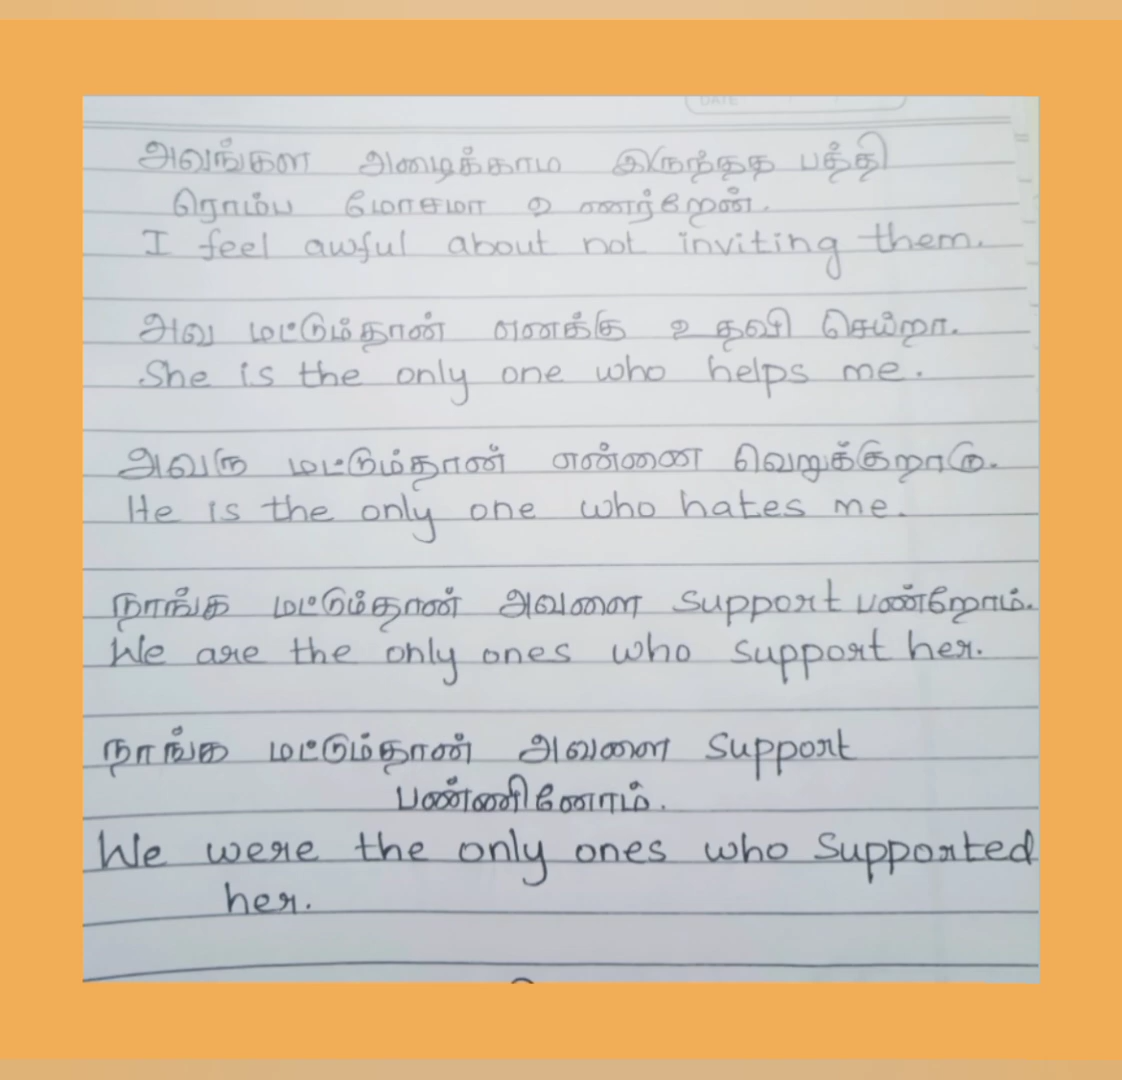 DATE
அவங்கள அழைக்காம இருந்தத பத்தி
ரொம்ப மோசமா உணர்றேன்.
I feel awful about not inviting them.
அவ மட்டும்தான் எனக்கு உதவி செய்றா.
She is the only one who helps me.
அவரு மட்டும்தான் என்னை வெறுக்குறாரு.
He is the only one who hates me.
நாங்க மட்டும்தான் அவளை support பண்றோம்.
We are the only ones who support her.
நாங்க மட்டும்தான் அவளை support
பண்ணினோம்.
We were the only ones who supported
her.